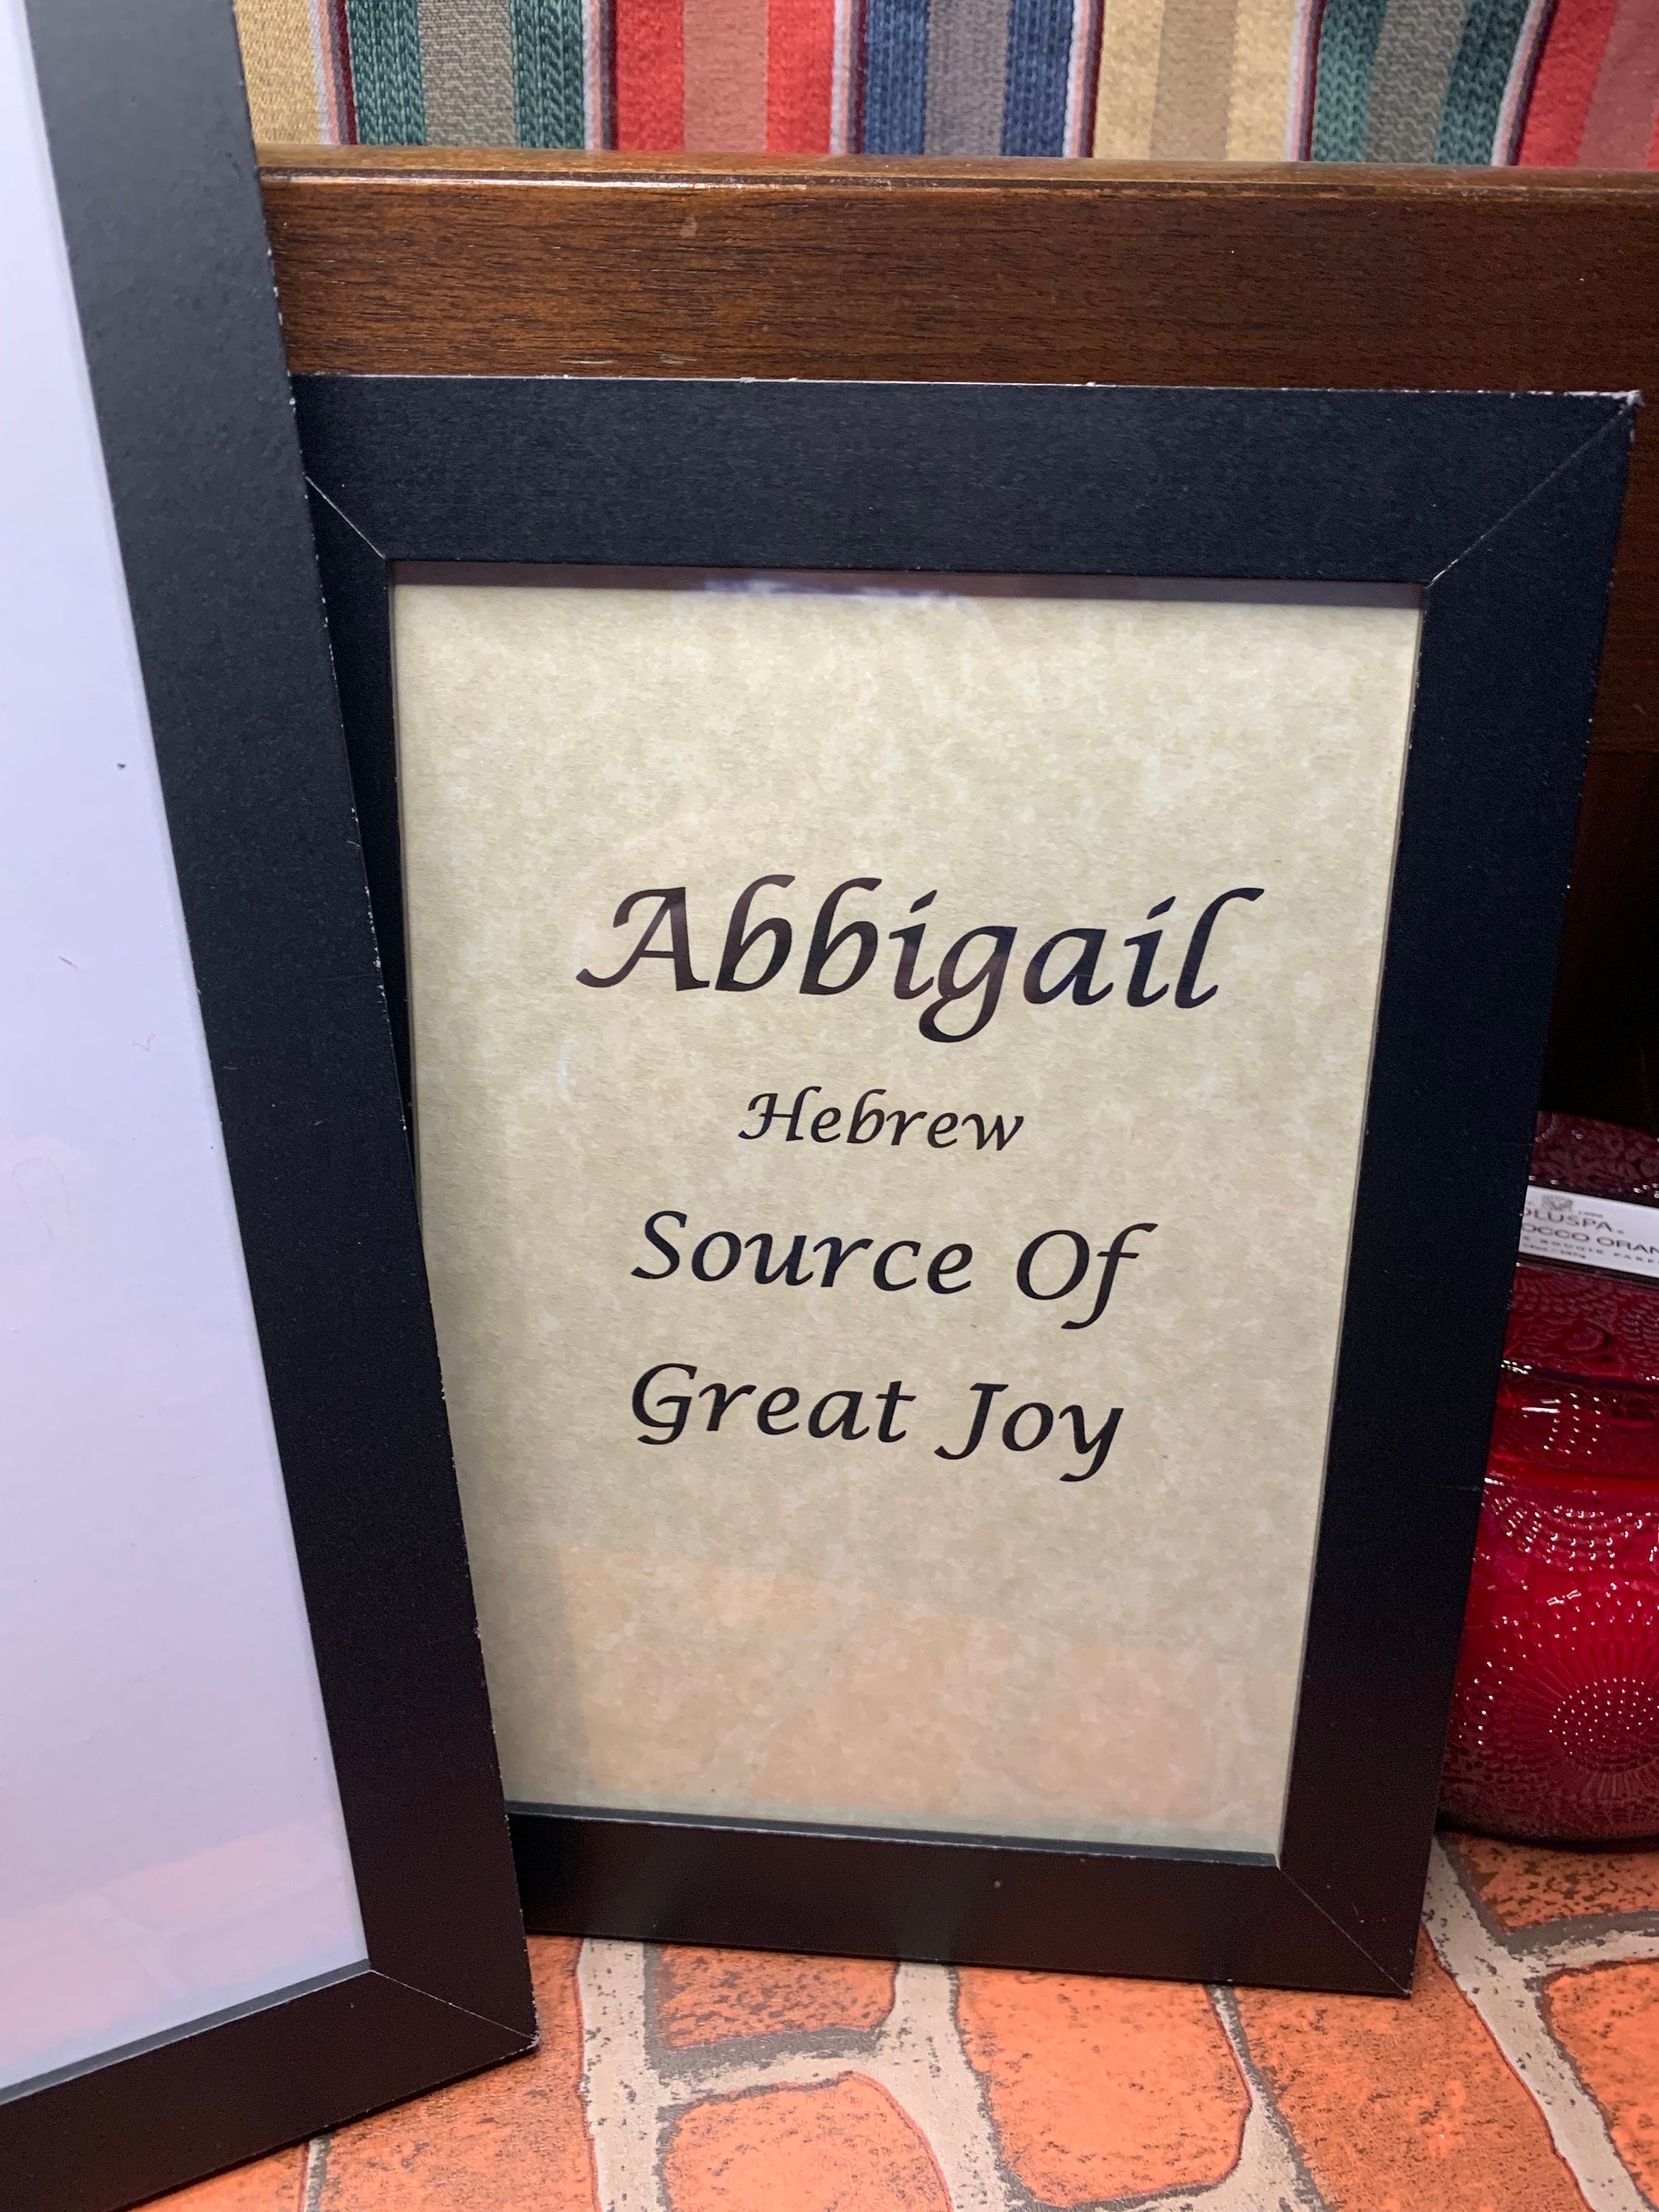 Abbigail
Hebrew
Source Of
Great Joy